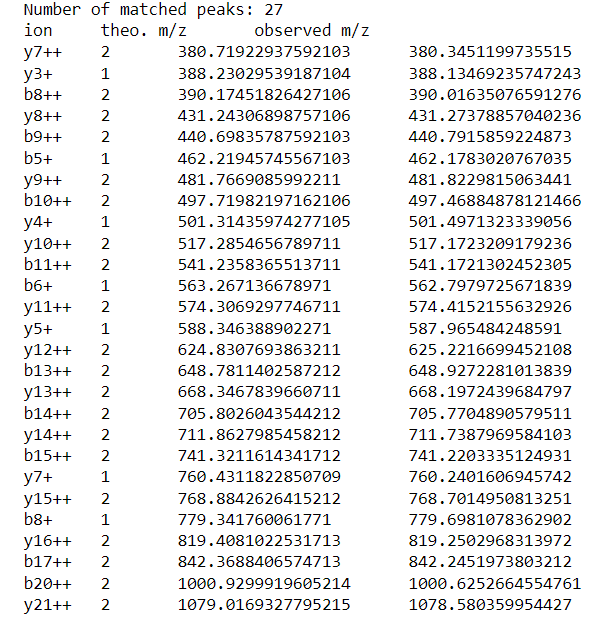 Number of matched peaks: 27
ion theo. m/z observed m/z
y7++ 2 380.71922937592103 380.3451199735515
y3+ 1 388.23029539187104 388.13469235747243
b8++ 2 390.17451826427106 390.01635076591276
y8++ 2 431.24306898757106 431.27378857040236
b9++ 2 440.69835787592103 440.7915859224873
b5+ 1 462.21945745567103 462.1783020767035
y9++ 2 481.7669085992211 481.8229815063441
b10++ 2 497.71982197162106 497.46884878121466
y4+ 1 501.31435974277105 501.4971323339056
y10++ 2 517.2854656789711 517.1723209179236
b11++ 2 541.2358365513711 541.1721302452305
b6+ 1 563.267136678971 562.7979725671839
y11++ 2 574.3069297746711 574.4152155632926
y5+ 1 588.346388902271 587.965484248591
y12++ 2 624.8307693863211 625.2216699452108
b13++ 2 648.7811402587212 648.9272281013839
y13++ 2 668.3467839660711 668.1972439684797
b14++ 2 705.8026043544212 705.7704890579511
y14++ 2 711.8627985458212 711.7387969584103
b15++ 2 741.3211614341712 741.2203335124931
y7+ 1 760.4311822850709 760.2401606945742
y15++ 2 768.8842626415212 768.7014950813251
b8+ 1 779.341760061771 779.6981078362902
y16++ 2 819.4081022531713 819.2502968313972
b17++ 2 842.3688406574713 842.2451973803212
b20++ 2 1000.9299919605214 1000.6252664554761
y21++ 2 1079.0169327795215 1078.580359954427